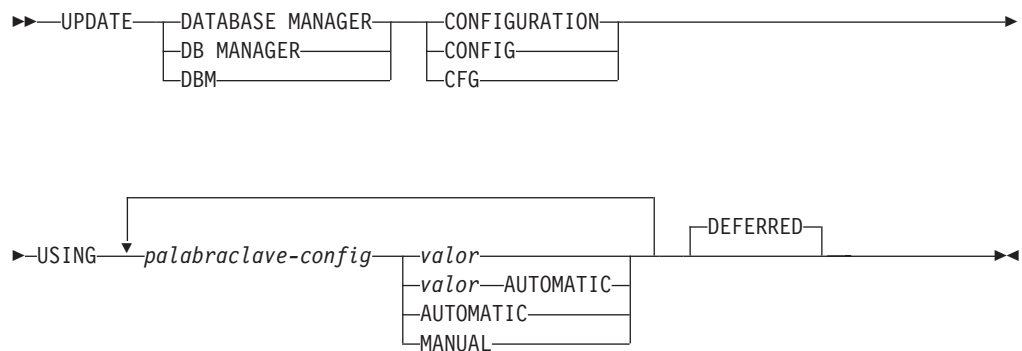 UPDATE DATABASE MANAGER CONFIGURATION
DB MANAGER CONFIG
DBM CFG
DEFERRED
USING palabraclave-config valor
valor AUTOMATIC
AUTOMATIC
MANUAL